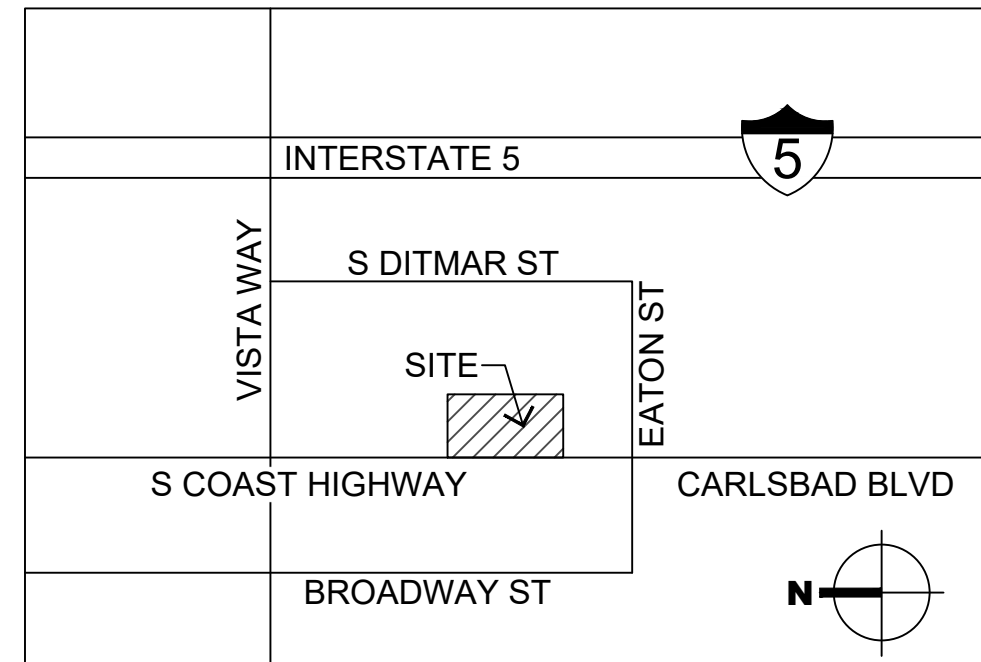 INTERSTATE 5
5
VISTA WAY
S DITMAR ST
EATON ST
SITE
S COAST HIGHWAY
CARLSBAD BLVD
BROADWAY ST
N